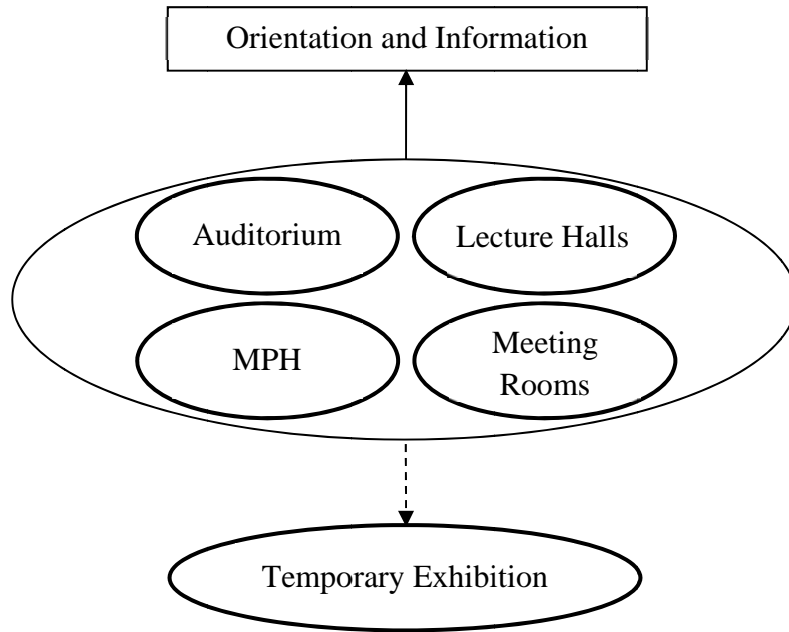 Orientation and Information
Auditorium
Lecture Halls
MPH
Meeting
Rooms
Temporary Exhibition